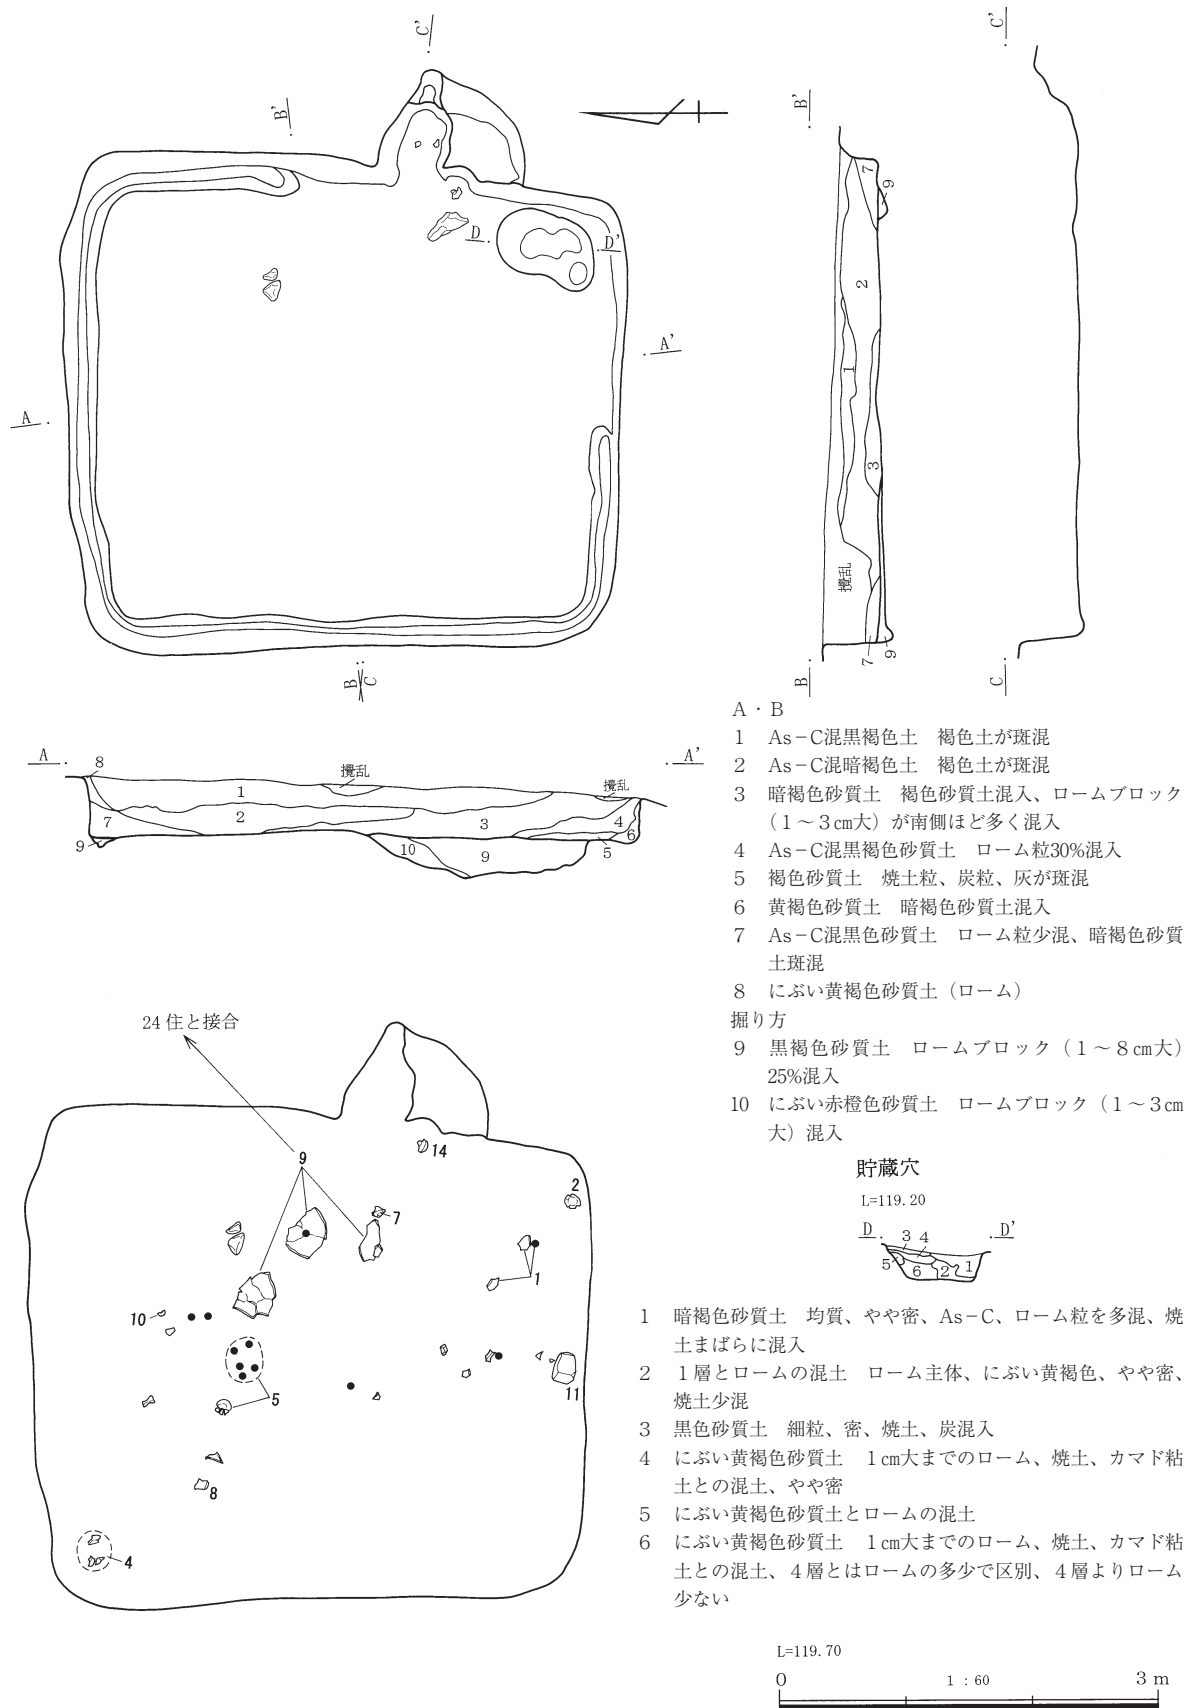 C'
C'
B'
B'
D
D'
A'
A
B
C
B
C
7
9
2
1
3
攪乱
7
9
A
A'
8
攪乱
攪乱
1
2
3
4
7
6
9
10
9
5
A・B
1 As−C混黒褐色土 褐色土が斑混
2 As−C混暗褐色土 褐色土が斑混
3 暗褐色砂質土 褐色砂質土混入、ロームブロック
（１〜３㎝大）が南側ほど多く混入
4 As−C混黒褐色砂質土 ローム粒30%混入
5 褐色砂質土 焼土粒、炭粒、灰が斑混
6 黄褐色砂質土 暗褐色砂質土混入
7 As−C混黒色砂質土 ローム粒少混、暗褐色砂質
土斑混
8 にぶい黄褐色砂質土（ローム）
掘り方
9 黒褐色砂質土 ロームブロック（１〜８㎝大）
25%混入
10 にぶい赤橙色砂質土 ロームブロック（１〜３㎝
大）混入
24住と接合
9
14
2
7
1
10
5
11
8
4
貯蔵穴
L=119.20
D
D'
3 4
5
6
2
1
1 暗褐色砂質土 均質、やや密、As−C、ローム粒を多混、焼
土まばらに混入
2 １層とロームの混土 ローム主体、にぶい黄褐色、やや密、
焼土少混
3 黒色砂質土 細粒、密、焼土、炭混入
4 にぶい黄褐色砂質土 １㎝大までのローム、焼土、カマド粘
土との混土、やや密
5 にぶい黄褐色砂質土とロームの混土
6 にぶい黄褐色砂質土 １㎝大までのローム、焼土、カマド粘
土との混土、４層とはロームの多少で区別、４層よりローム
少ない
L=119.70
0 1：60 3m